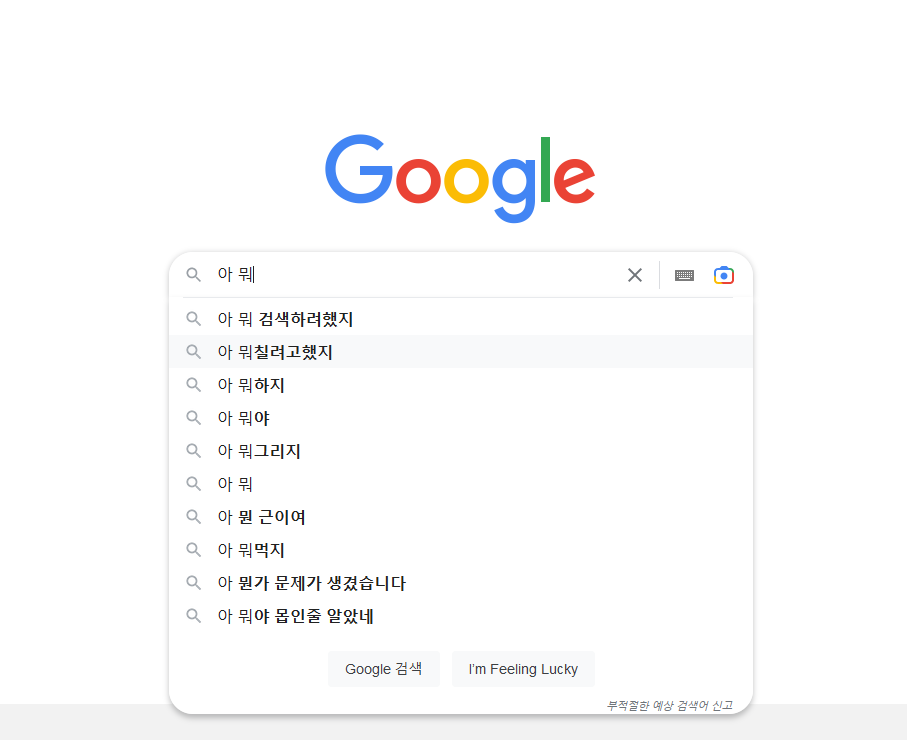 Google
아 뭐
아 뭐 검색하려했지
아 뭐칠려고했지
아 뭐하지
아 뭐야
아 뭐그리지
아 뭐
아 뭔 근이여
아 뭐먹지
아 뭔가 문제가 생겼습니다
아 뭐야 몹인줄 알았네
Google 검색 I’m Feeling Lucky
부적절한 예상 검색어 신고